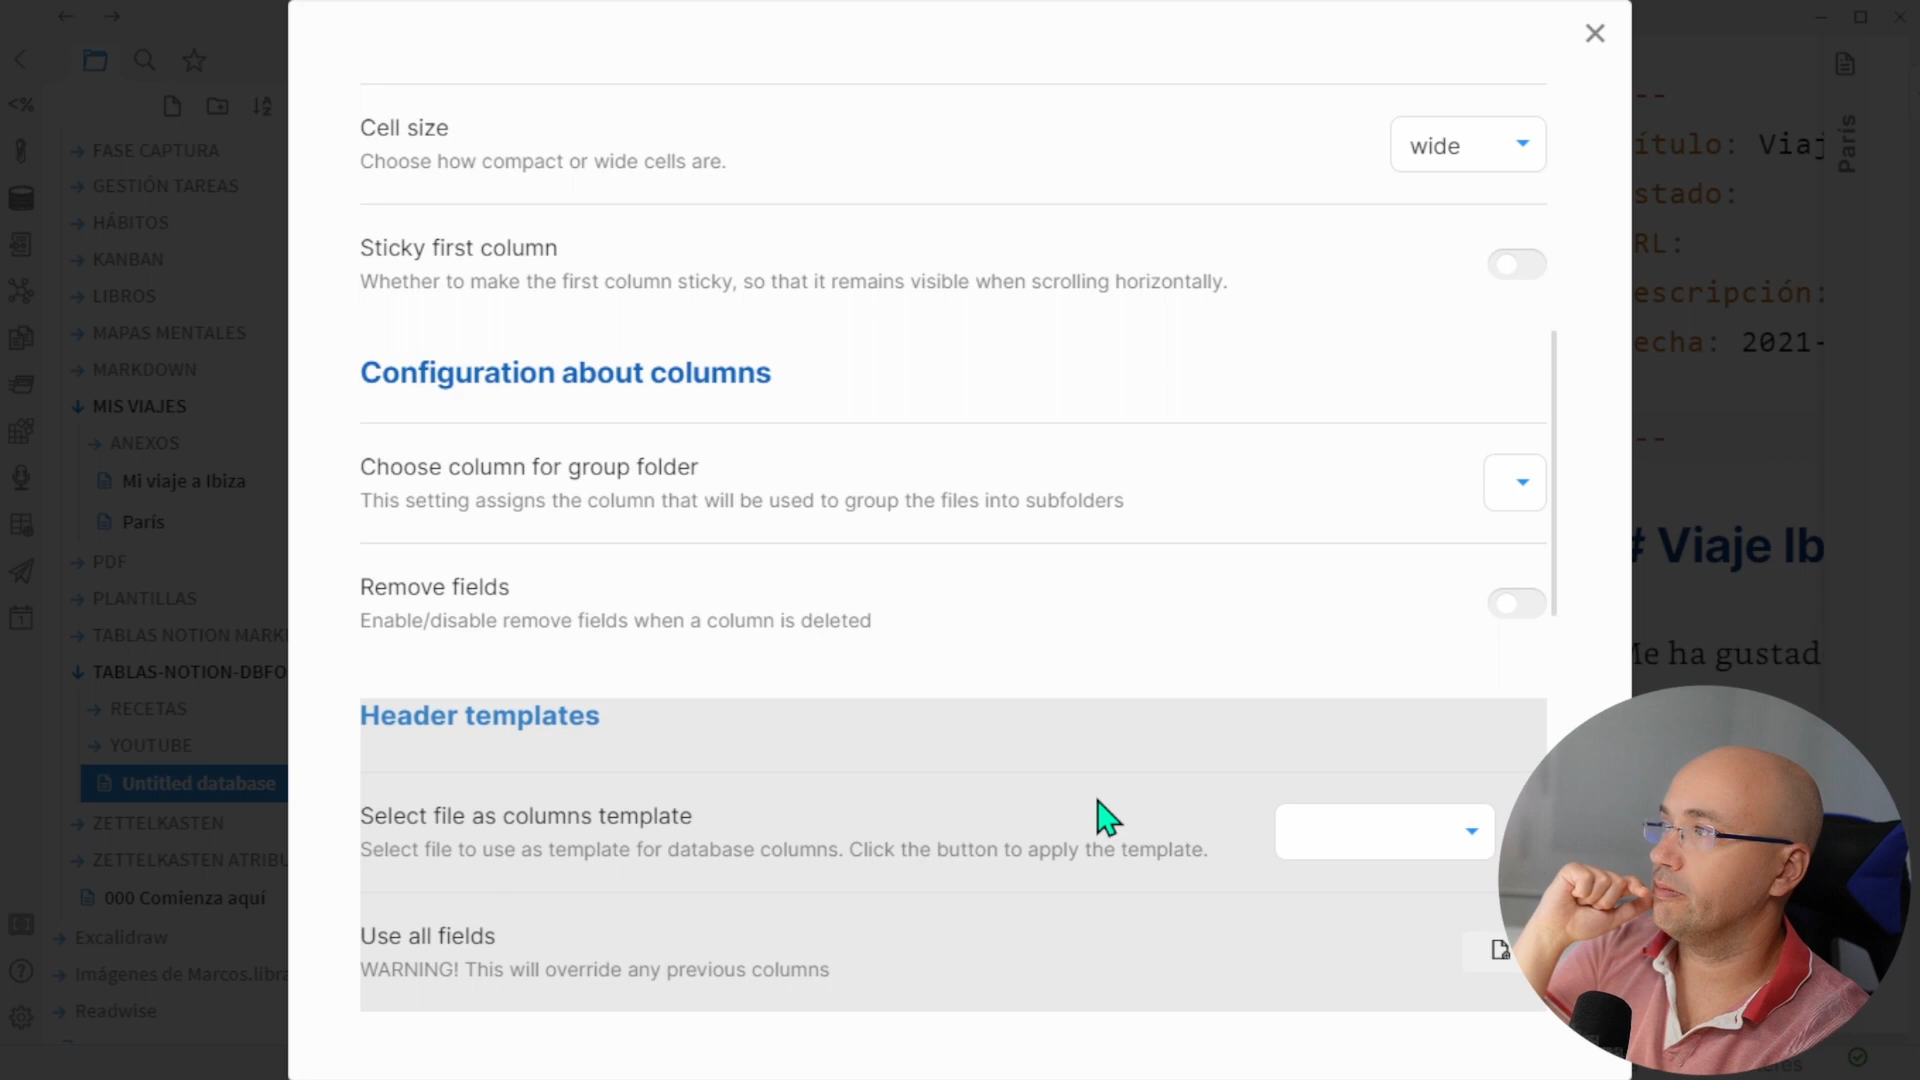 Cell size
Choose how compact or wide cells are.
wide
Sticky first column
Whether to make the first column sticky, so that it remains visible when scrolling horizontally.
Configuration about columns
Choose column for group folder
This setting assigns the column that will be used to group the files into subfolders
Remove fields
Enable/disable remove fields when a column is deleted
Header templates
Select file as columns template
Select file to use as template for database columns. Click the button to apply the template.
Use all fields
WARNING! This will override any previous columns
FASE CAPTURA
GESTIÓN TAREAS
HÁBITOS
KANBAN
LIBROS
MAPAS MENTALES
MARKDOWN
MIS VIAJES
ANEXOS
Mi viaje a Ibiza
París
PDF
PLANTILLAS
TABLAS NOTION MARK
TABLAS-NOTION-DBFO
RECETAS
YOUTUBE
Untitled database
ZETTELKASTEN
ZETTELKASTEN ATRIBU
000 Comienza aquí
Excalidraw
Imágenes de Marcos.libra
Readwise
--
ítulo: Viaj
stado:
RL:
escripción:
echa: 2021-
--
# Viaje Ib
Me ha gustad
París